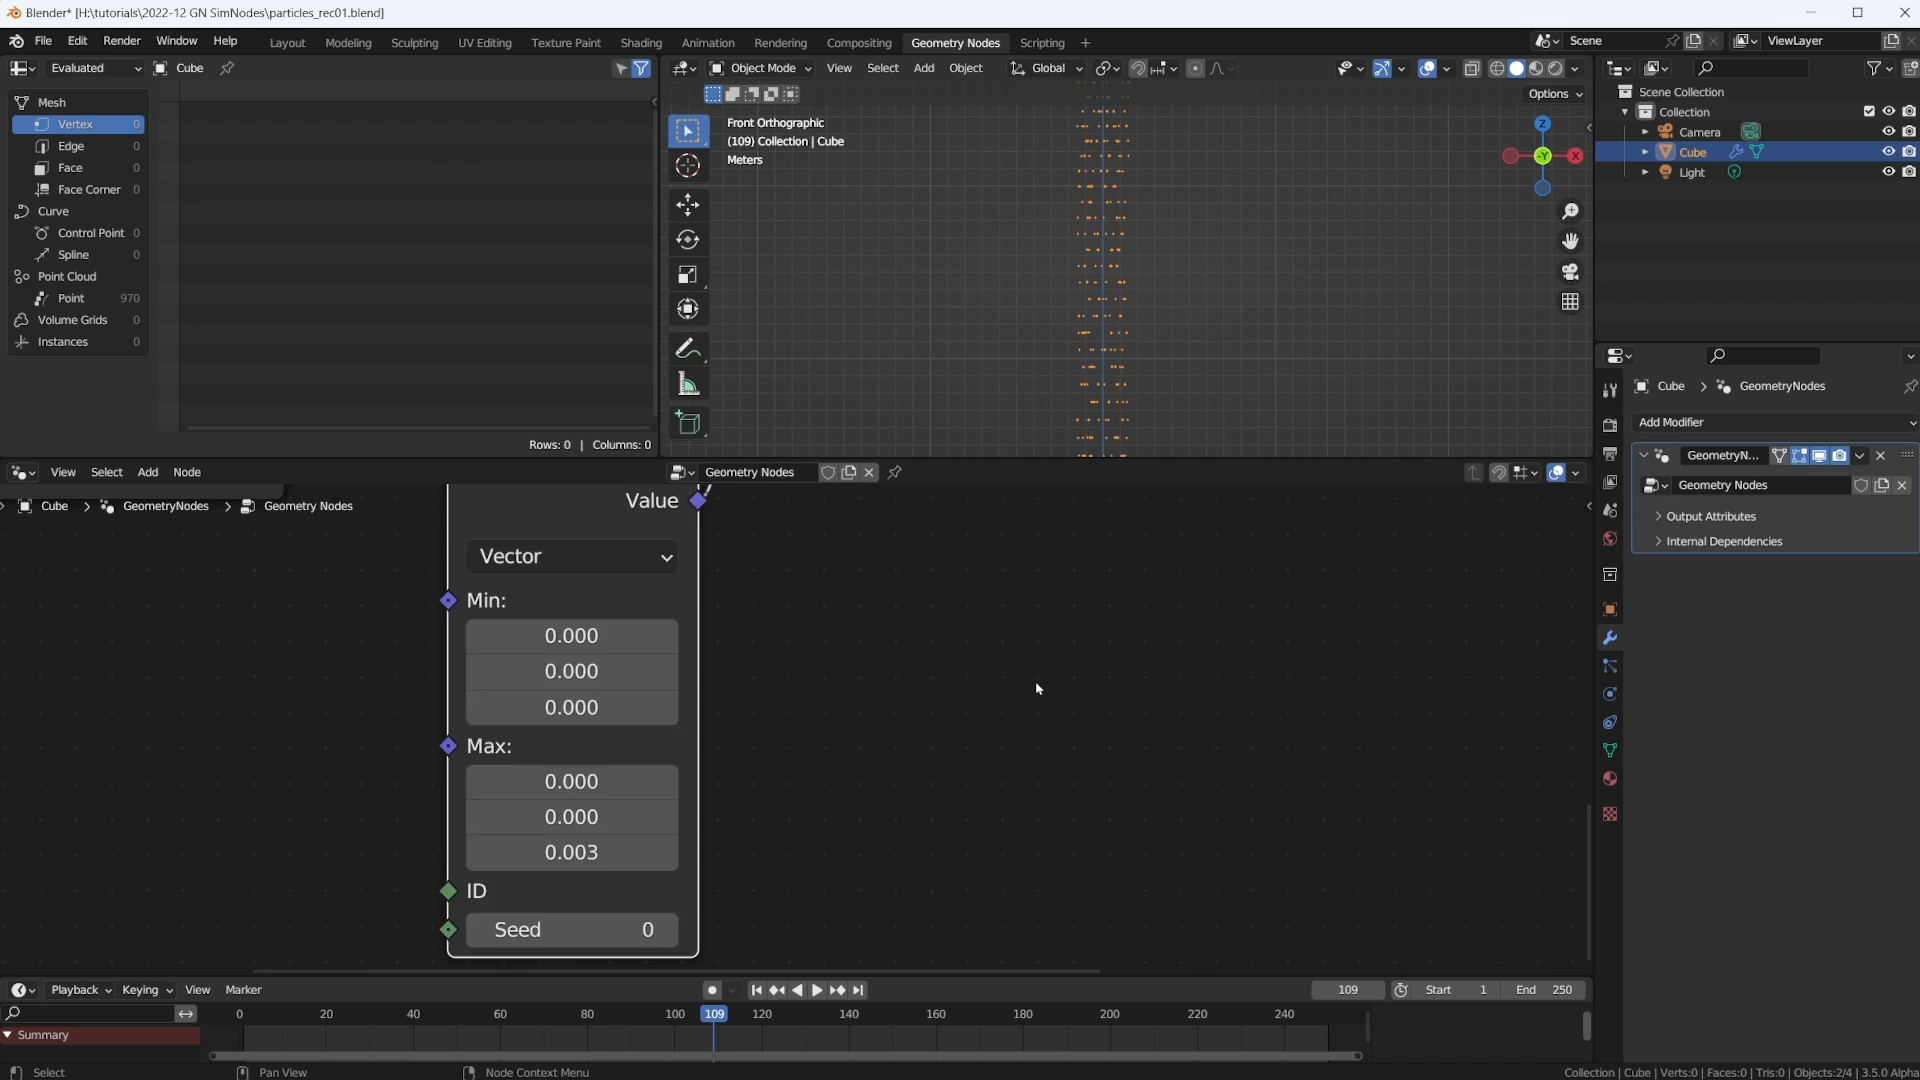 Blender* [H:\tutorials\2022-12 GN SimNodes\particles_rec01.blend]
File Edit Render Window Help Layout Modeling Sculpting UV Editing Texture Paint Shading Animation Rendering Compositing Geometry Nodes Scripting + Scene ViewLayer
Evaluated Cube
Object Mode View Select Add Object Global
Options
Mesh
Vertex 0
Edge 0
Face 0
Face Corner 0
Curve
Control Point 0
Spline 0
Point Cloud
Point 970
Volume Grids 0
Instances 0
Rows: 0 | Columns: 0
Front Orthographic
(109) Collection | Cube
Meters
Z
-Y
X
Scene Collection
Collection
Camera
Cube
Light
Cube > GeometryNodes
Add Modifier
GeometryN...
Geometry Nodes
Output Attributes
Internal Dependencies
View Select Add Node Geometry Nodes
Cube > GeometryNodes > Geometry Nodes
Value
Vector
Min:
0.000
0.000
0.000
Max:
0.000
0.000
0.003
ID
Seed 0
Playback Keying View Marker 109 Start 1 End 250
0 20 40 60 80 100 109 120 140 160 180 200 220 240
Summary
Select Pan View Node Context Menu Collection | Cube | Verts:0 | Faces:0 | Tris:0 | Objects:2/4 | 3.5.0 Alpha